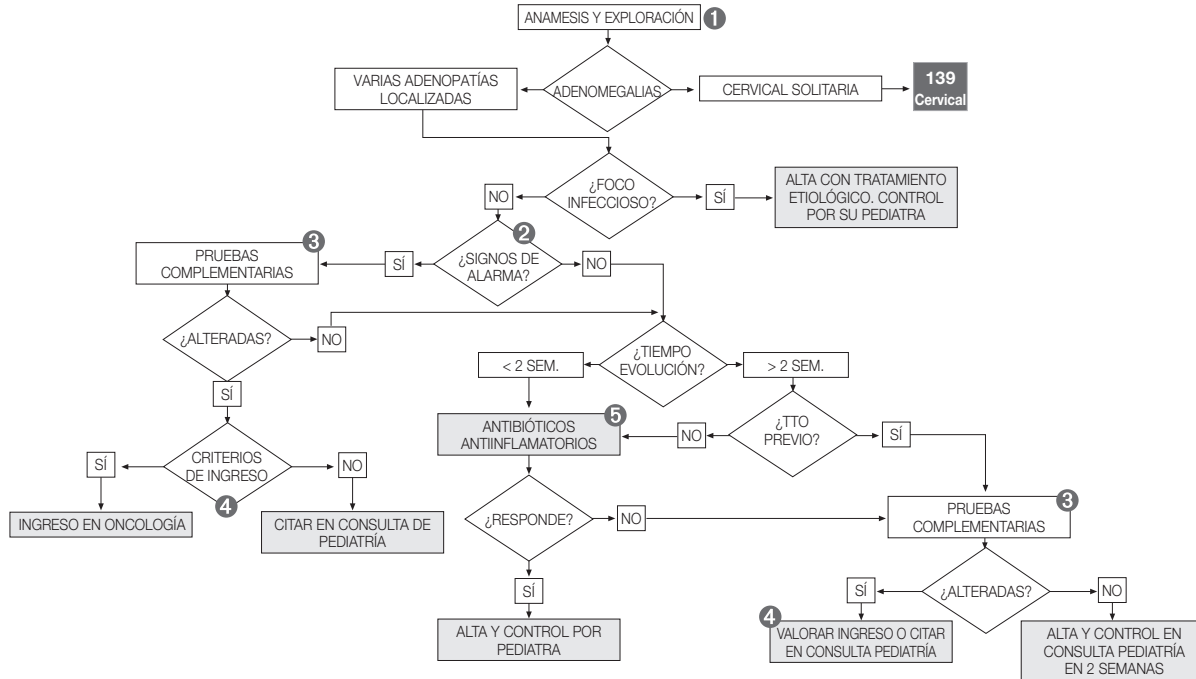 ANAMESIS Y EXPLORACIÓN
1
VARIAS ADENOPATÍAS
LOCALIZADAS
ADENOMEGALIAS
CERVICAL SOLITARIA
139
Cervical
¿FOCO
INFECCIOSO?
NO
SÍ
ALTA CON TRATAMIENTO
ETIOLÓGICO. CONTROL
POR SU PEDIATRA
2
¿SIGNOS DE
ALARMA?
SÍ
NO
3
PRUEBAS
COMPLEMENTARIAS
¿ALTERADAS?
NO
SÍ
¿TIEMPO
EVOLUCIÓN?
< 2 SEM.
> 2 SEM.
5
ANTIBIÓTICOS
ANTIINFLAMATORIOS
NO
¿TTO
PREVIO?
SÍ
CRITERIOS
DE INGRESO
4
SÍ
NO
INGRESO EN ONCOLOGÍA
CITAR EN CONSULTA DE
PEDIATRÍA
¿RESPONDE?
NO
3
PRUEBAS
COMPLEMENTARIAS
SÍ
ALTA Y CONTROL POR
PEDIATRA
¿ALTERADAS?
SÍ
NO
4
VALORAR INGRESO O CITAR
EN CONSULTA PEDIATRÍA
ALTA Y CONTROL EN
CONSULTA PEDIATRÍA
EN 2 SEMANAS